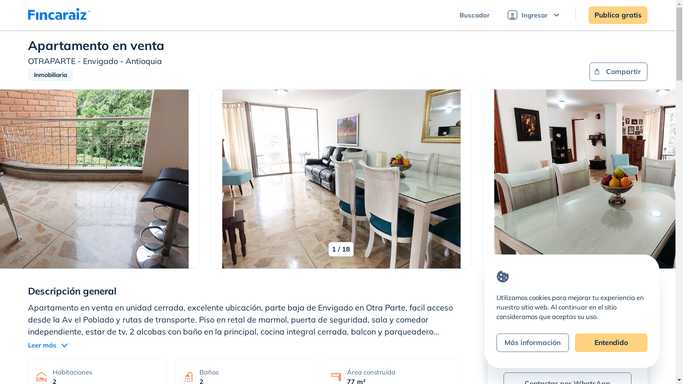 Fincaraiz
Buscador
Ingresar
Publica gratis
Apartamento en venta
OTRAPARTE - Envigado - Antioquia
Inmobiliaria
Compartir
1 / 18
Descripción general
Apartamento en venta en unidad cerrada, excelente ubicación, parte baja de Envigado en Otra Parte, facil acceso
desde la Av el Poblado y rutas de transporte. Piso en retal de marmol, puerta de seguridad, sala y comedor
independiente, estar de tv, 2 alcobas con baño en la principal, cocina integral cerrada, balcon y parqueadero...
Leer más
Habitaciones
2
Baños
2
Área construida
77 m²
Utilizamos cookies para mejorar tu experiencia en
nuestro sitio web. Al continuar en el sitio
consideramos que aceptas su uso.
Más información
Entendido
Contactar por WhatsApp